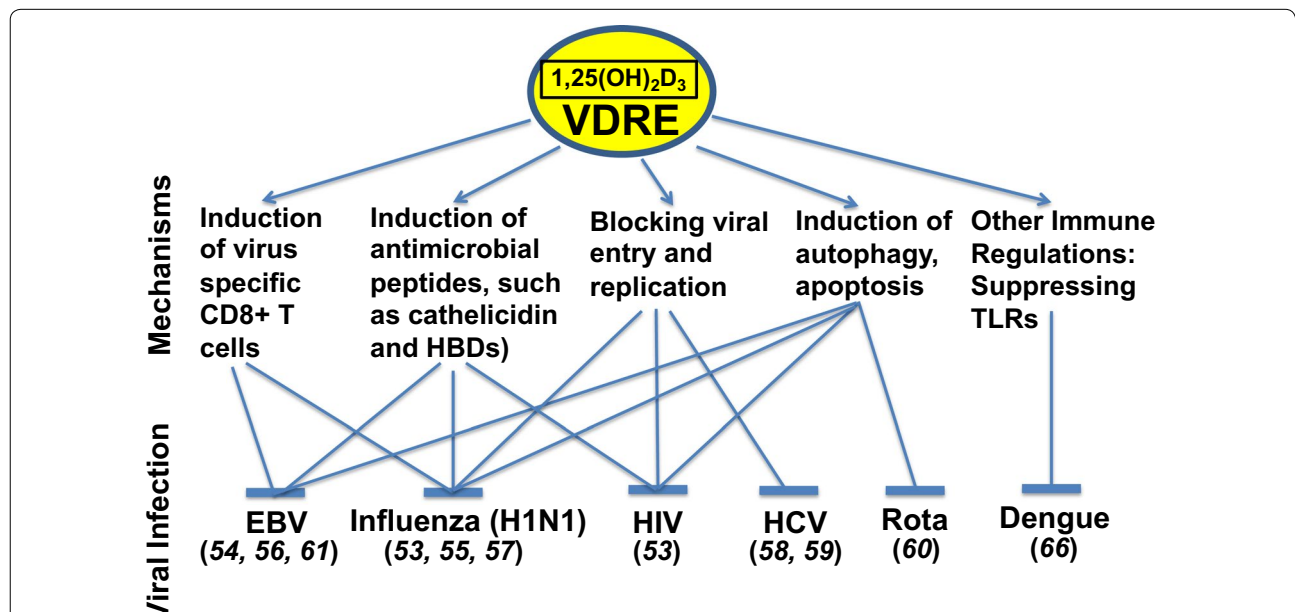 1,25(OH)₂D₃
VDRE
Mechanisms
Induction
of virus
specific
CD8+ T
cells
Induction of
antimicrobial
peptides, such
as cathelicidin
and HBDs)
Blocking viral
entry and
replication
Induction of
autophagy,
apoptosis
Other Immune
Regulations:
Suppressing
TLRs
Viral Infection
EBV
(54, 56, 61)
Influenza (H1N1)
(53, 55, 57)
HIV
(53)
HCV
(58, 59)
Rota
(60)
Dengue
(66)